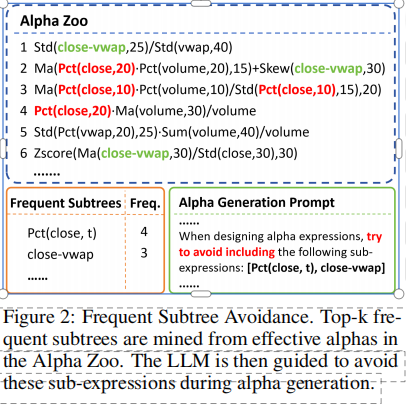 Alpha Zoo
1 Std(close-vwap,25)/Std(vwap,40)
2 Ma(Pct(close,20)·Pct(volume,20),15)+Skew(close-vwap,30)
3 Ma(Pct(close,10)·Pct(volume,10)/Std(Pct(close,10),15),20)
4 Pct(close,20)·Ma(volume,30)/volume
5 Std(Pct(vwap,20),25)·Sum(volume,40)/volume
6 Zscore(Ma(close-vwap,30)/Std(close,30),30)
.......
Frequent Subtrees Freq.
Pct(close, t) 4
close-vwap 3
......
Alpha Generation Prompt
......
When designing alpha expressions, try
to avoid including the following sub-
expressions: [Pct(close, t), close-vwap]
......
Figure 2: Frequent Subtree Avoidance. Top-k fre-
quent subtrees are mined from effective alphas in
the Alpha Zoo. The LLM is then guided to avoid
these sub-expressions during alpha generation.